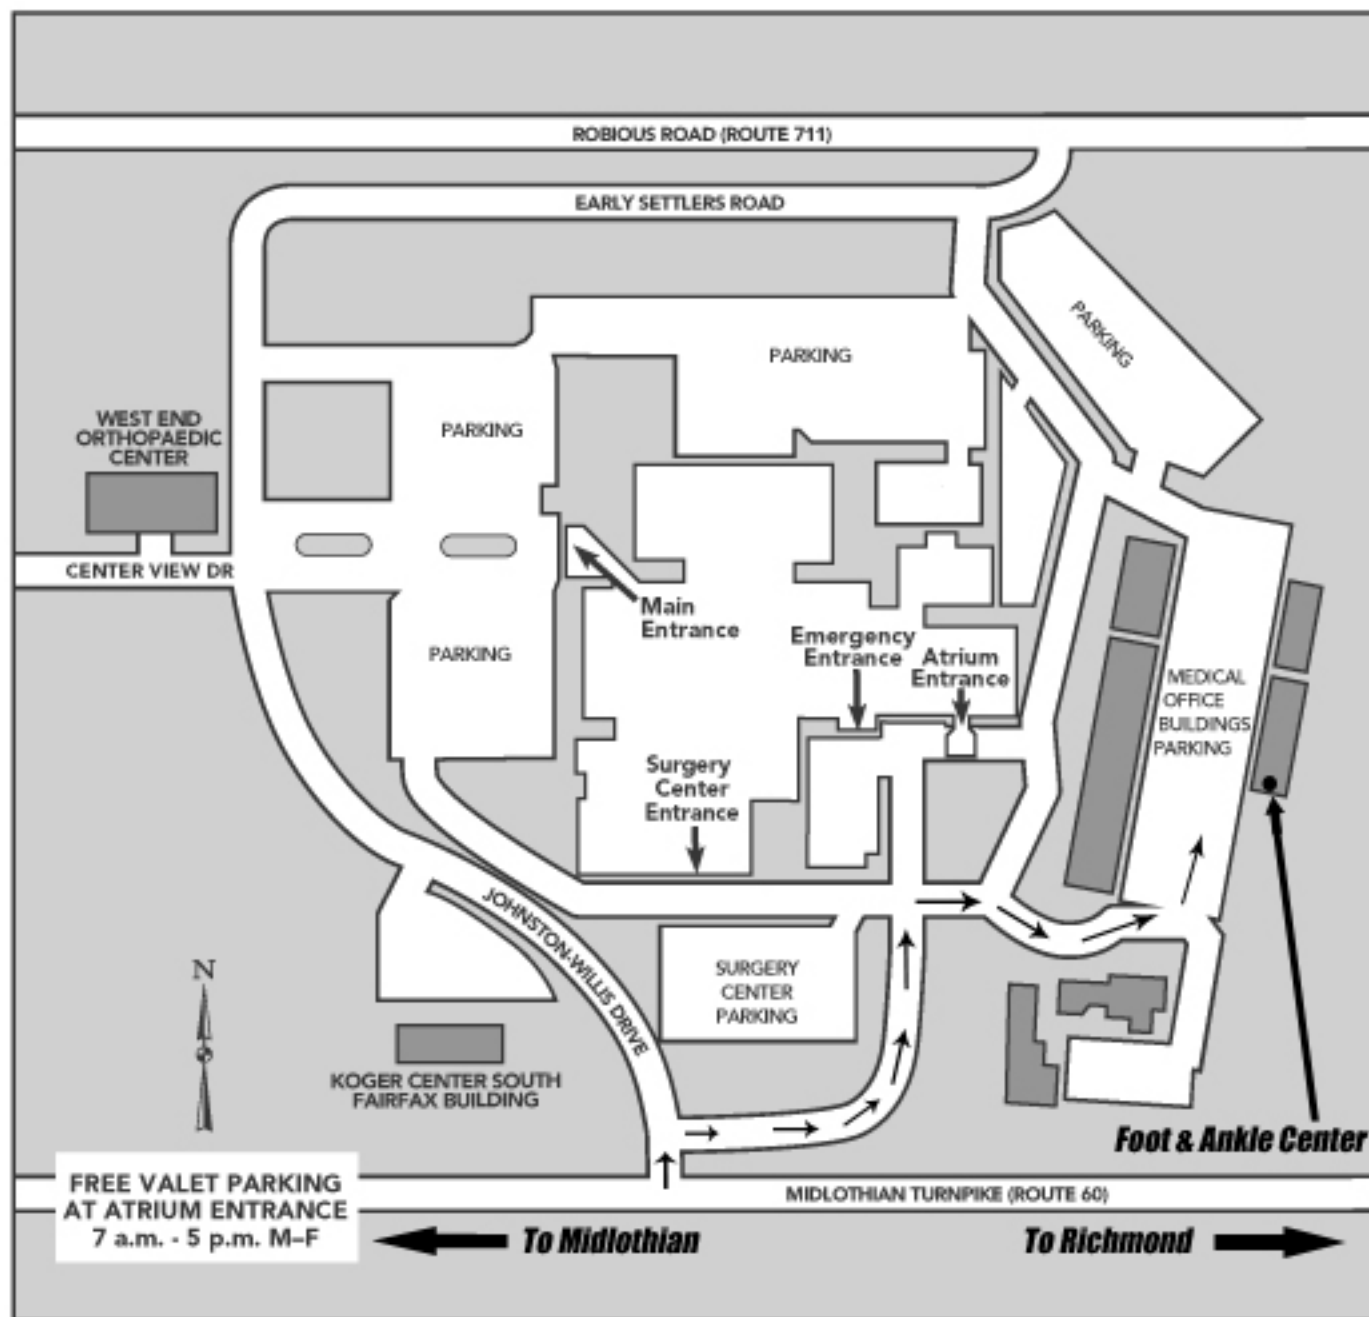 ROBIOUS ROAD (ROUTE 711)
EARLY SETTLERS ROAD
PARKING
PARKING
PARKING
WEST END
ORTHOPAEDIC
CENTER
CENTER VIEW DR
Main
Entrance
PARKING
Emergency
Entrance
Atrium
Entrance
MEDICAL
OFFICE
BUILDINGS
PARKING
Surgery
Center
Entrance
JOHNSTON-WILLIS DRIVE
SURGERY
CENTER
PARKING
N
KOGER CENTER SOUTH
FAIRFAX BUILDING
Foot & Ankle Center
FREE VALET PARKING
AT ATRIUM ENTRANCE
7 a.m. - 5 p.m. M–F
MIDLOTHIAN TURNPIKE (ROUTE 60)
To Midlothian
To Richmond